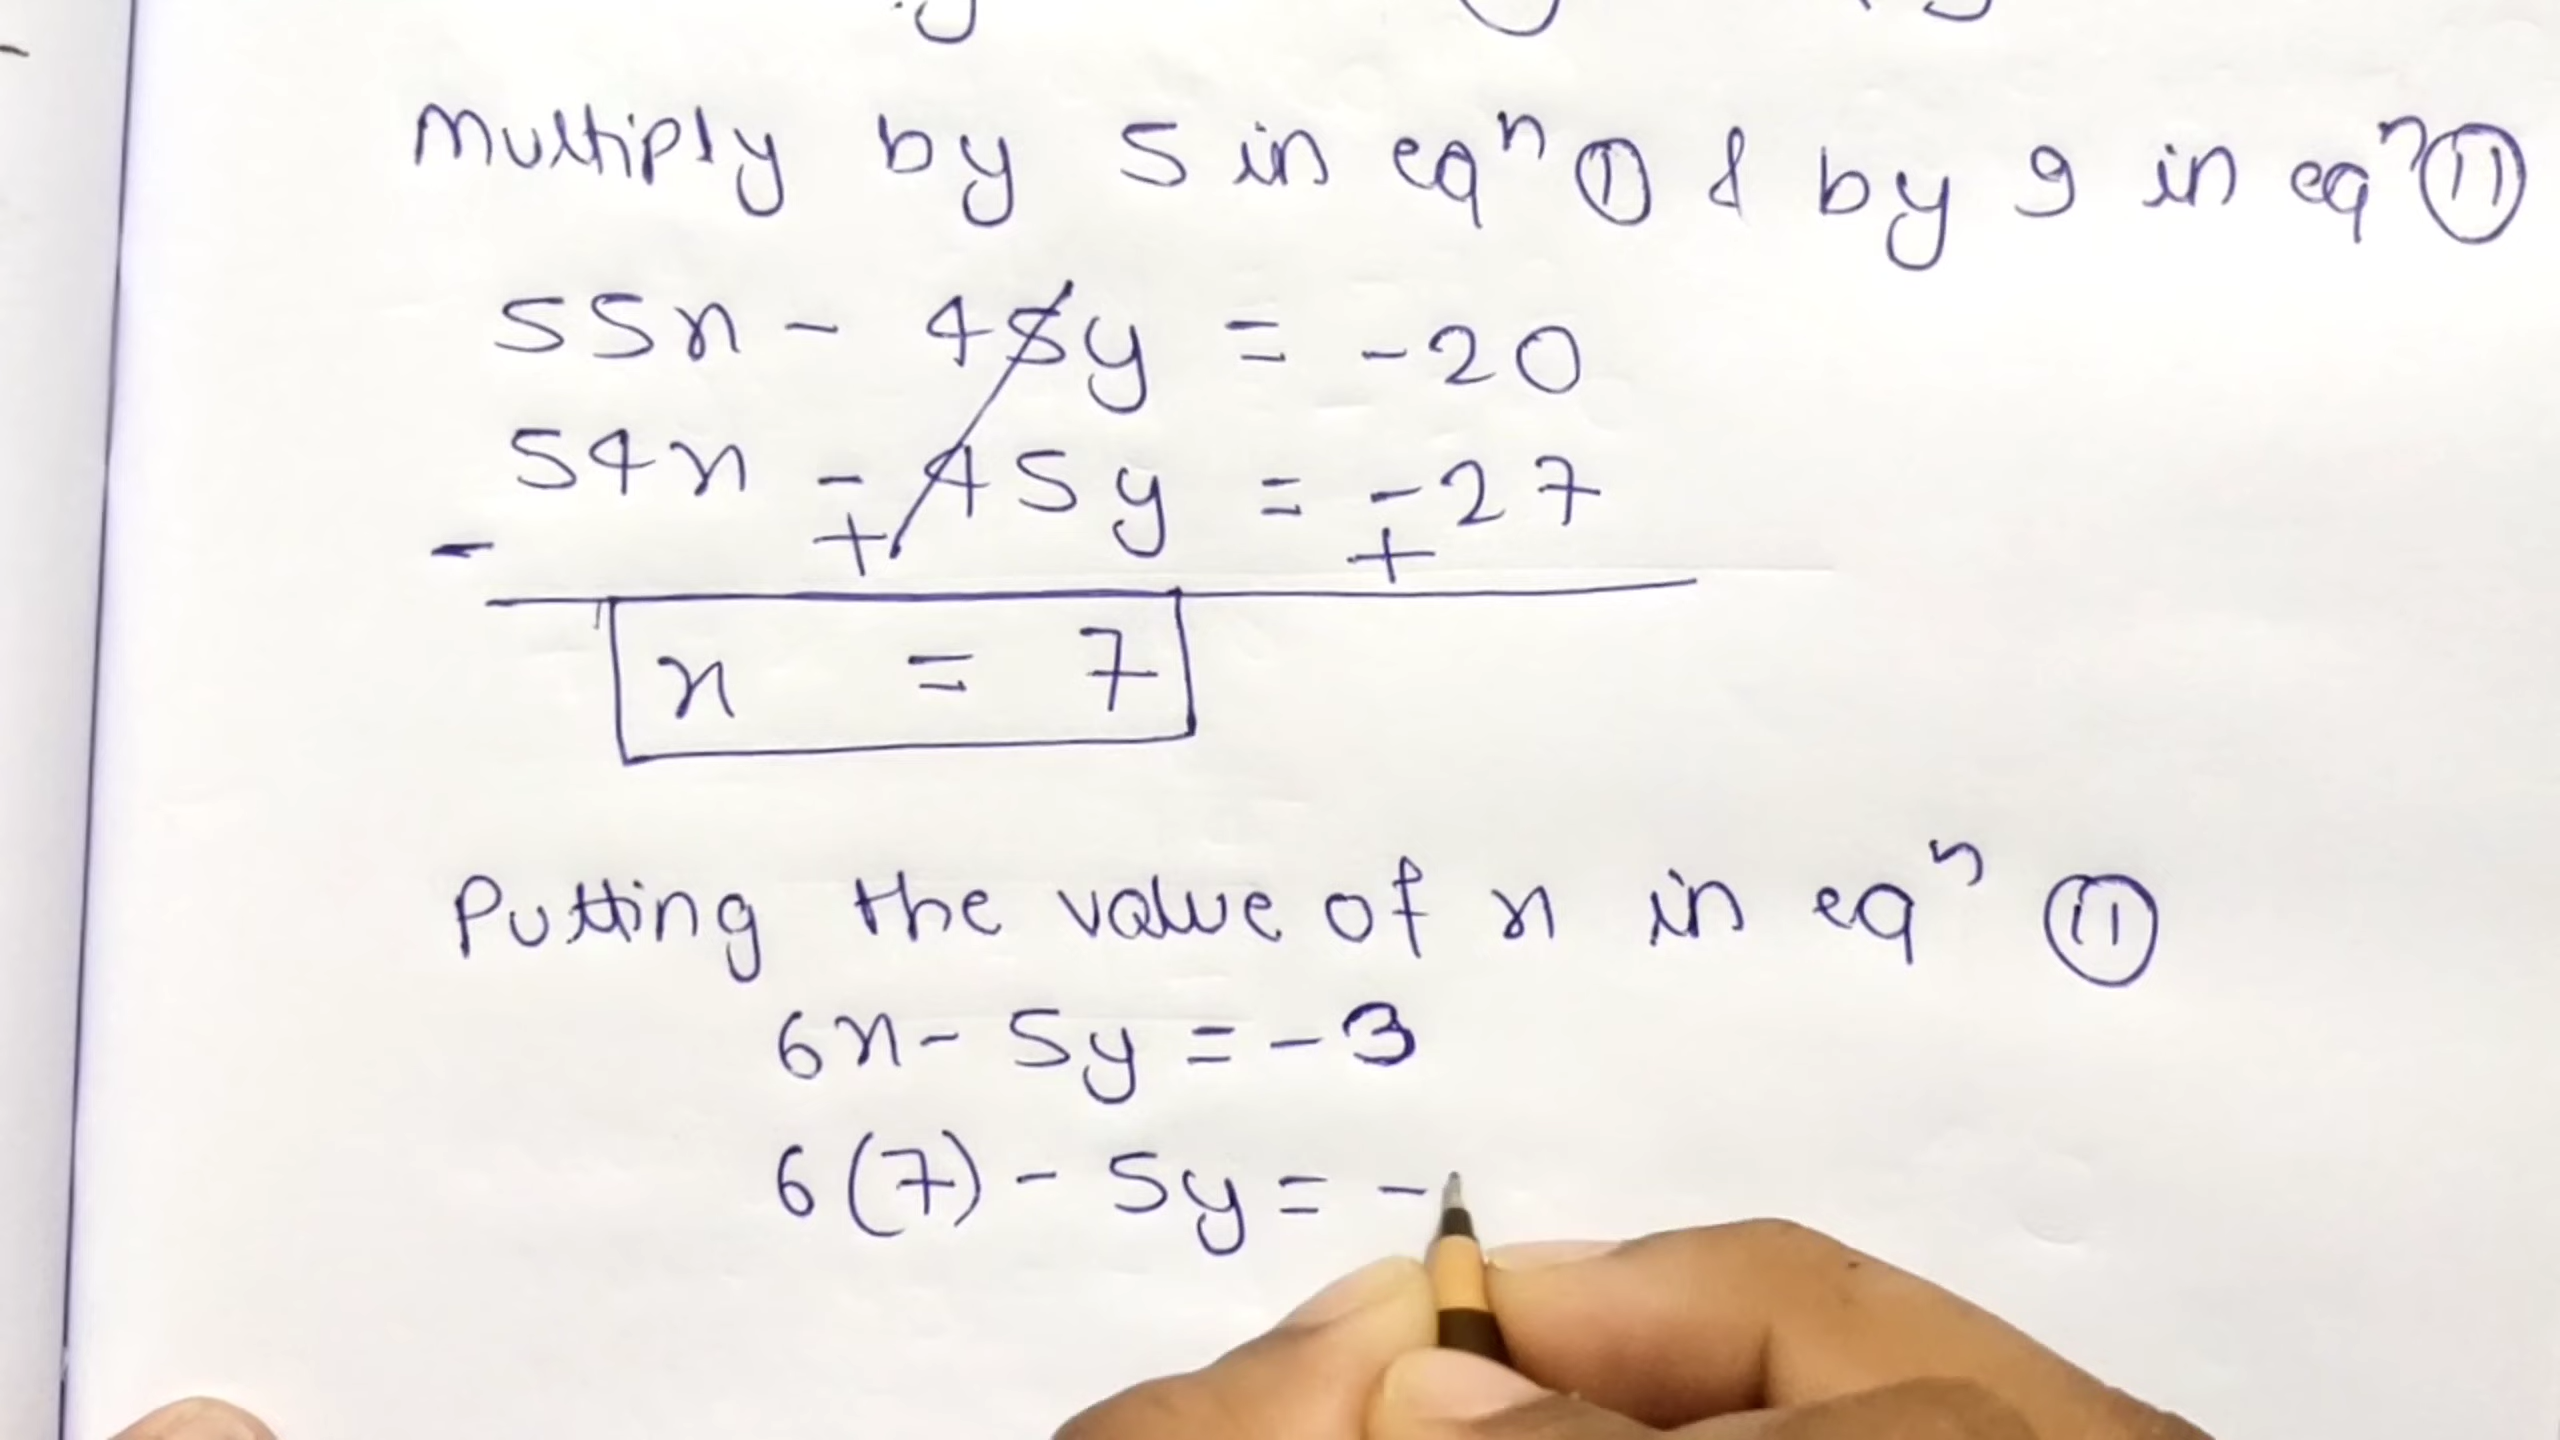 Multiply by 5 in eqⁿ Ⓘ & by 9 in eqⁿ ⑪
55x - 45y = -20
54x - 45y = -27
- + +
x = 7
Putting the value of x in eqⁿ ⑪
6x - 5y = -3
6(7) - 5y = -